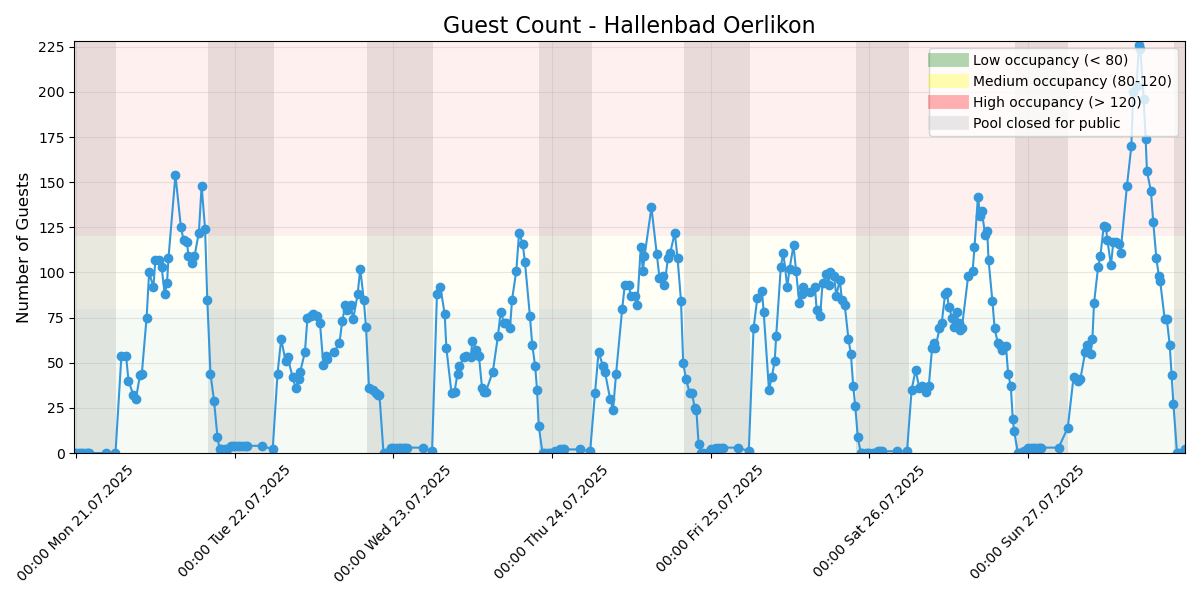 Guest Count - Hallenbad Oerlikon
Number of Guests
225
200
175
150
125
100
75
50
25
0
Low occupancy (< 80)
Medium occupancy (80-120)
High occupancy (> 120)
Pool closed for public
00:00 Mon 21.07.2025
00:00 Tue 22.07.2025
00:00 Wed 23.07.2025
00:00 Thu 24.07.2025
00:00 Fri 25.07.2025
00:00 Sat 26.07.2025
00:00 Sun 27.07.2025